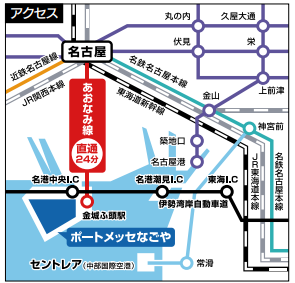 アクセス
丸の内
久屋大通
伏見
栄
名古屋
近鉄名古屋線
JR関西本線
あおなみ線
直通
24分
名鉄名古屋本線
東海道新幹線
金山
上前津
神宮前
築地口
名古屋港
JR東海道本線
名鉄名古屋本線
名港中央I.C
名港潮見I.C
東海I.C
伊勢湾岸自動車道
金城ふ頭駅
ポートメッセなごや
セントレア(中部国際空港)
常滑